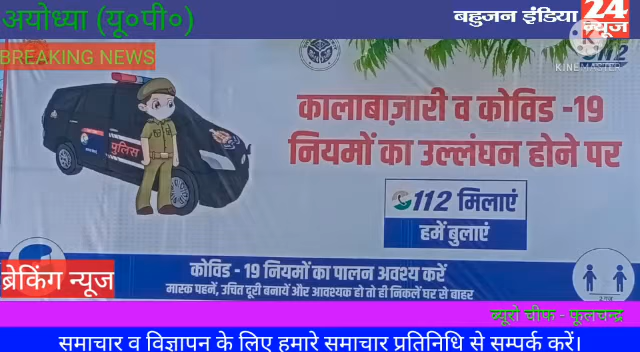 अयोध्या (यू०पी०)
बहुजन इंडिया 24 न्यूज
BREAKING NEWS
112
KINE
कालाबाज़ारी व कोविड -19
नियमों का उल्लंघन होने पर
पुलिस
112 मिलाएं
हमें बुलाएं
कोविड - 19 नियमों का पालन अवश्य करें
ब्रेकिंग न्यूज
मास्क पहनें, उचित दूरी बनायें और आवश्यक हो तो ही निकलें घर से बाहर
ब्यूरो चीफ - फूलचन्द्र
समाचार व विज्ञापन के लिए हमारे समाचार प्रतिनिधि से सम्पर्क करें।